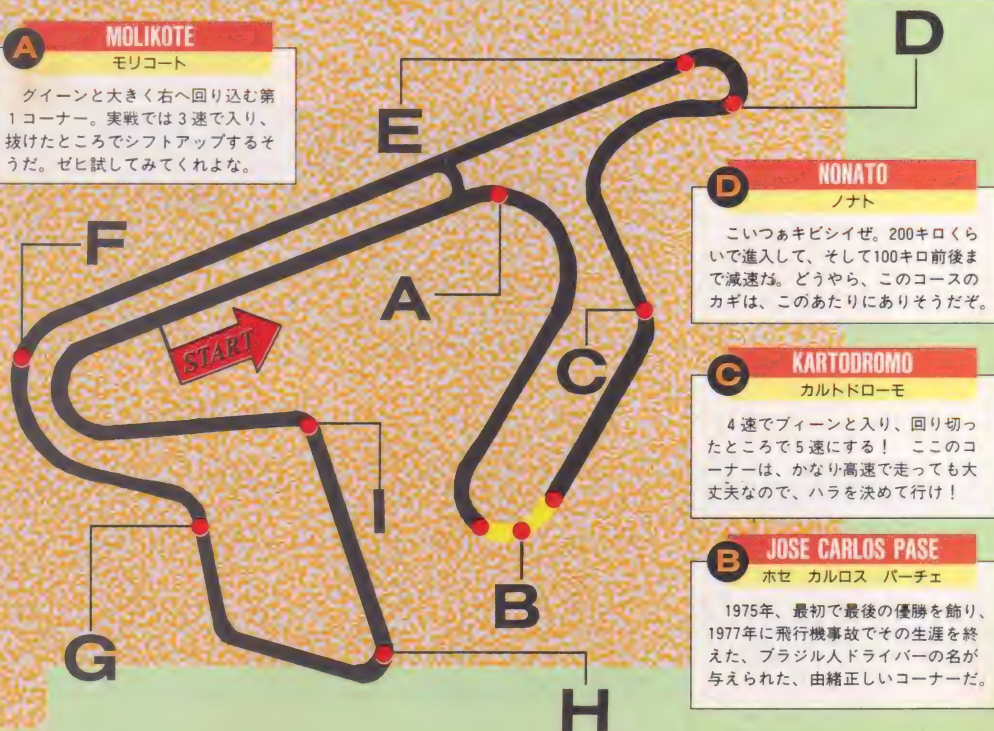 A
MOLIKOTE
モリコート
グイーンと大きく右へ回り込む第
1コーナー。実戦では3速で入り、
抜けたところでシフトアップするそ
うだ。ゼヒ試してみてくれよな。
D
E
F
A
START
C
I
B
G
H
D
NONATO
ノナト
こいつぁキビシイぜ。200キロくら
いで進入して、そして100キロ前後ま
で減速だ。どうやら、このコースの
カギは、このあたりにありそうだぞ。
C
KARTODROMO
カルトドローモ
4速でブィーンと入り、回り切っ
たところで5速にする! ここのコ
ーナーは、かなり高速で走っても大
丈夫なので、ハラを決めて行け!
B
JOSE CARLOS PASE
ホセ カルロス パーチェ
1975年、最初で最後の優勝を飾り、
1977年に飛行機事故でその生涯を終
えた、ブラジル人ドライバーの名が
与えられた、由緒正しいコーナーだ。